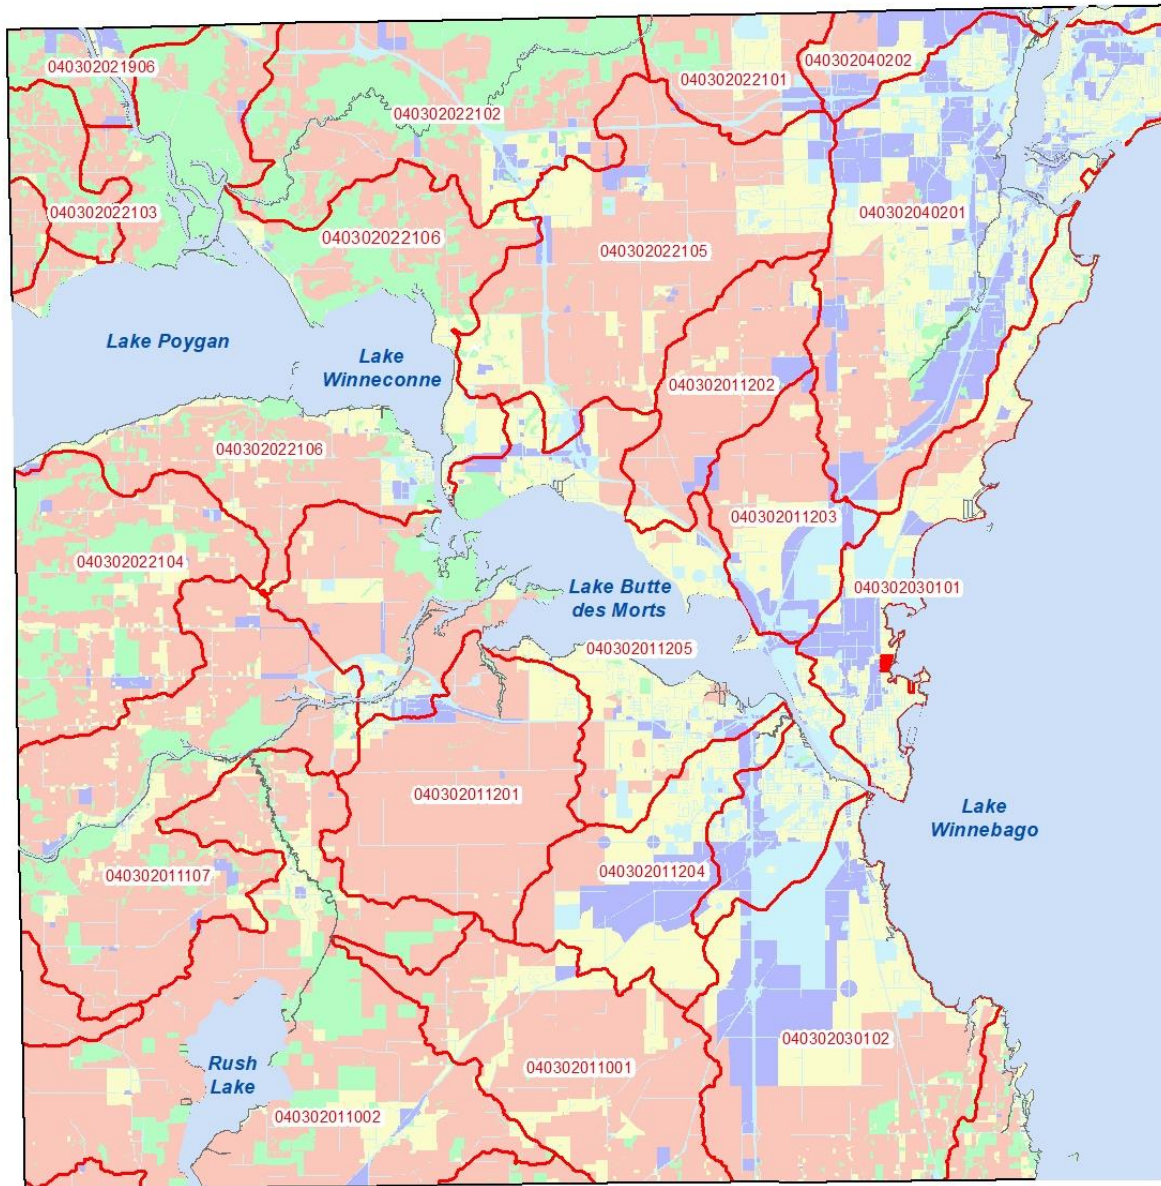 040302021906
040302022102
040302022101
040302040202
040302022103
040302022106
040302022105
040302040201
Lake Poygan
Lake
Winneconne
040302011202
040302022106
040302011203
040302022104
040302030101
Lake Butte
des Morts
040302011205
040302011201
Lake
Winnebago
040302011107
040302011204
040302030102
Rush
Lake
040302011001
040302011002